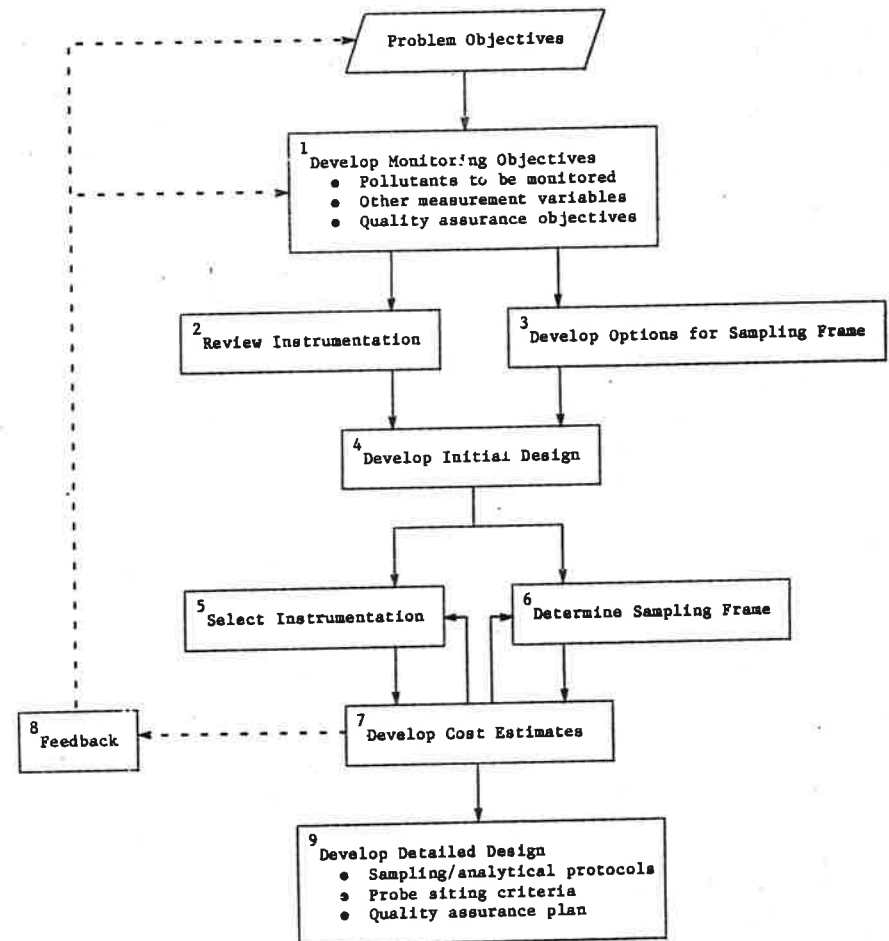 Problem Objectives
1
Develop Monitoring Objectives
● Pollutants to be monitored
● Other measurement variables
● Quality assurance objectives
2
Review Instrumentation
3
Develop Options for Sampling Frame
4
Develop Initial Design
5
Select Instrumentation
6
Determine Sampling Frame
7
Develop Cost Estimates
8
Feedback
9
Develop Detailed Design
● Sampling/analytical protocols
● Probe siting criteria
● Quality assurance plan